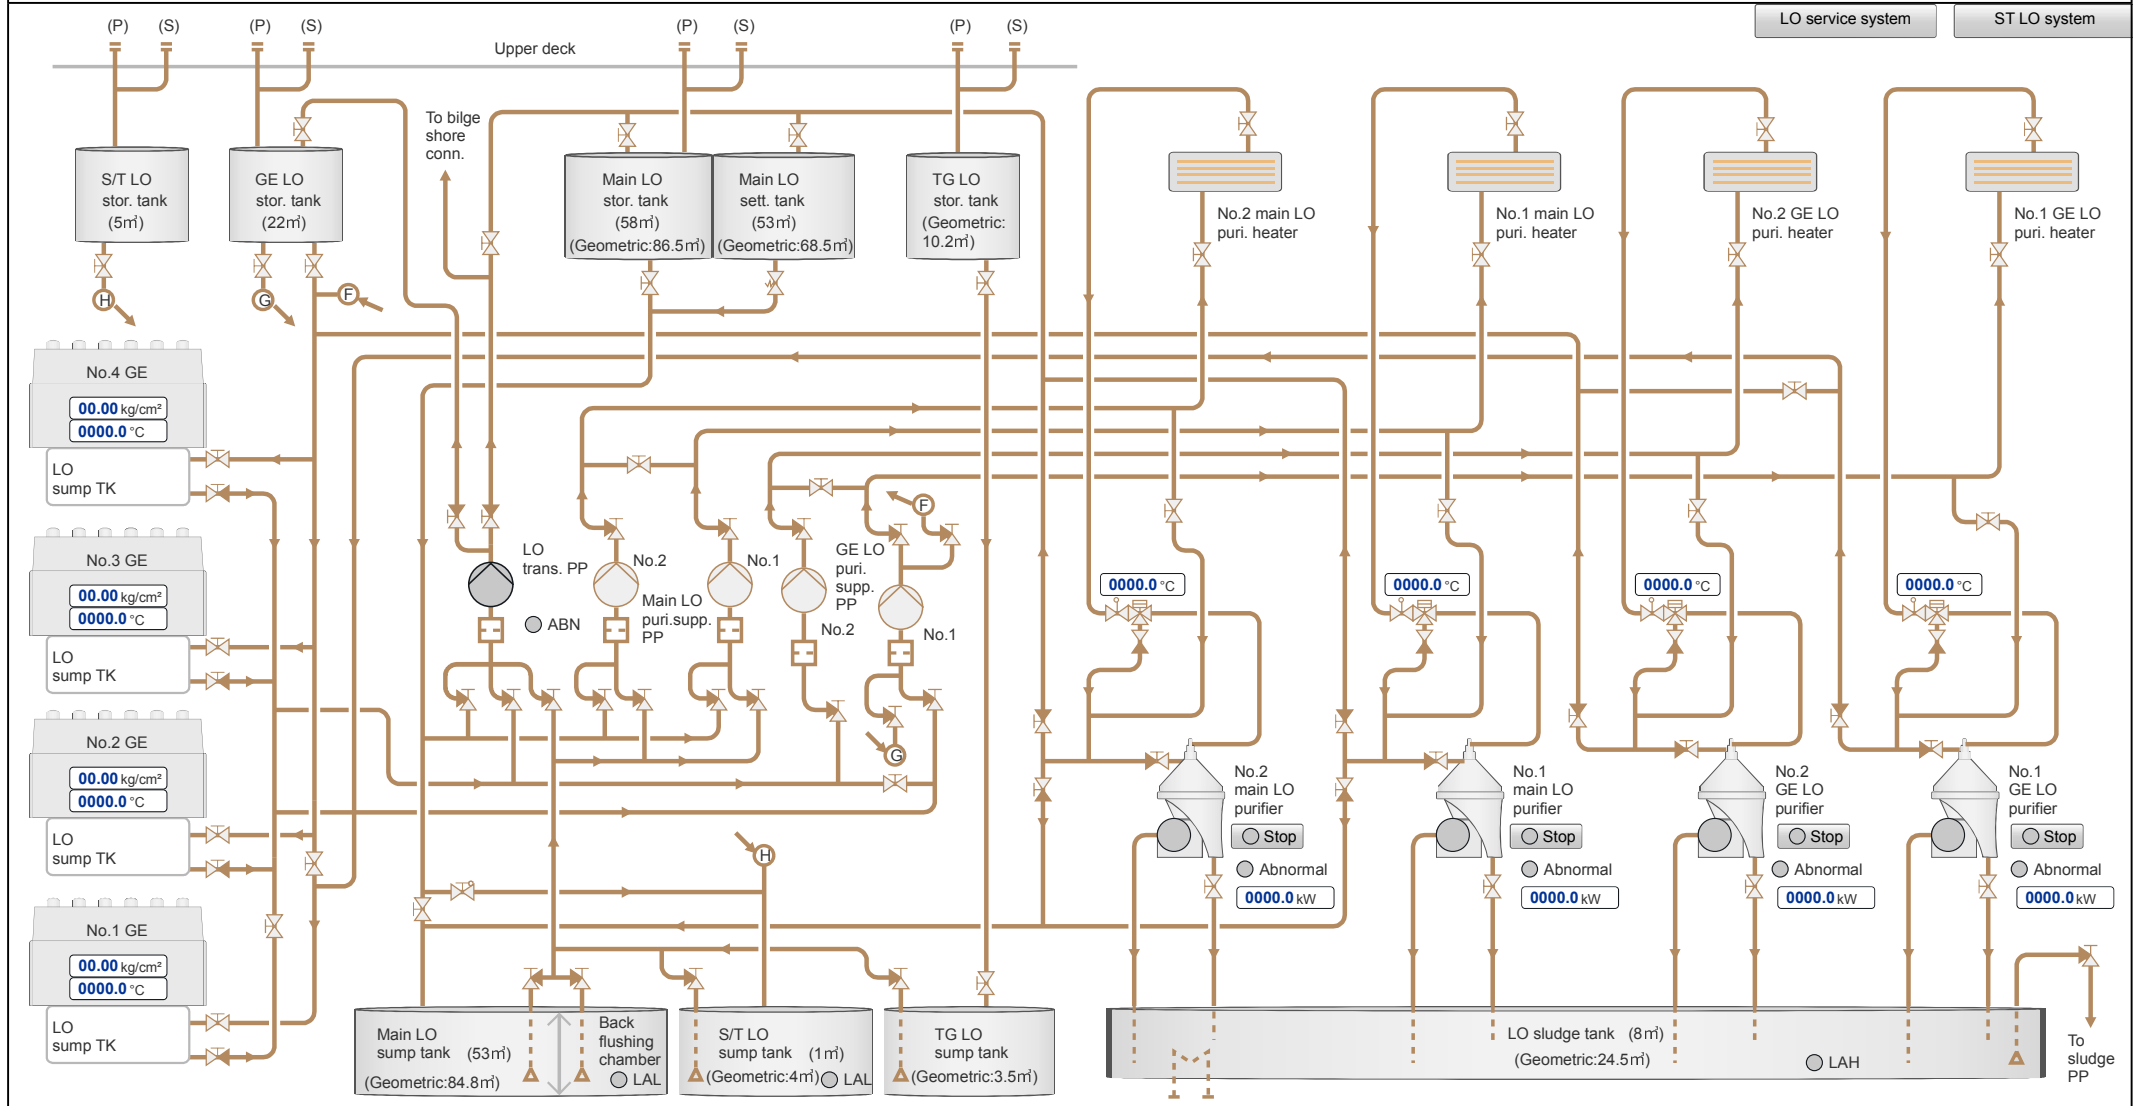 LO service system
ST LO system
(P)
(S)
(P)
(S)
(P)
(S)
(P)
(S)
Upper deck
To bilge
shore
conn.
S/T LO
stor. tank
(5㎥)
GE LO
stor. tank
(22㎥)
Main LO
stor. tank
(58㎥)
(Geometric:86.5㎥)
Main LO
sett. tank
(53㎥)
(Geometric:68.5㎥)
TG LO
stor. tank
(Geometric:
10.2㎥)
No.2 main LO
puri. heater
No.1 main LO
puri. heater
No.2 GE LO
puri. heater
No.1 GE LO
puri. heater
H
G
F
No.4 GE
00.00 kg/cm²
0000.0 °C
LO
sump TK
No.3 GE
00.00 kg/cm²
0000.0 °C
LO
sump TK
No.2 GE
00.00 kg/cm²
0000.0 °C
LO
sump TK
No.1 GE
00.00 kg/cm²
0000.0 °C
LO
sump TK
LO
trans. PP
ABN
No.2
Main LO
puri.supp.
PP
No.1
GE LO
puri.
supp.
PP
No.2
F
No.1
G
H
0000.0 °C
0000.0 °C
0000.0 °C
0000.0 °C
No.2
main LO
purifier
Stop
Abnormal
0000.0 kW
No.1
main LO
purifier
Stop
Abnormal
0000.0 kW
No.2
GE LO
purifier
Stop
Abnormal
0000.0 kW
No.1
GE LO
purifier
Stop
Abnormal
0000.0 kW
Main LO
sump tank (53㎥)
(Geometric:84.8㎥)
Back
flushing
chamber
LAL
S/T LO
sump tank (1㎥)
(Geometric:4㎥)
LAL
TG LO
sump tank
(Geometric:3.5㎥)
LO sludge tank (8㎥)
(Geometric:24.5㎥)
LAH
To
sludge
PP